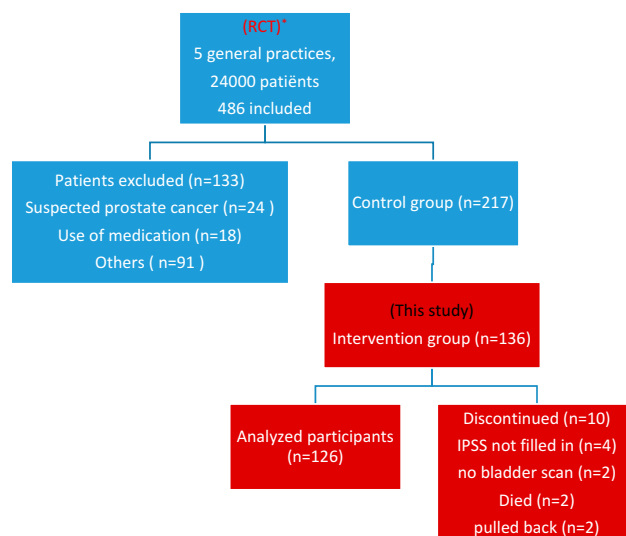 (RCT)*
5 general practices,
24000 patiënts
486 included
Patients excluded (n=133)
Suspected prostate cancer (n=24 )
Use of medication (n=18)
Others ( n=91 )
Control group (n=217)
(This study)
Intervention group (n=136)
Analyzed participants
(n=126)
Discontinued (n=10)
IPSS not filled in (n=4)
no bladder scan (n=2)
Died (n=2)
pulled back (n=2)